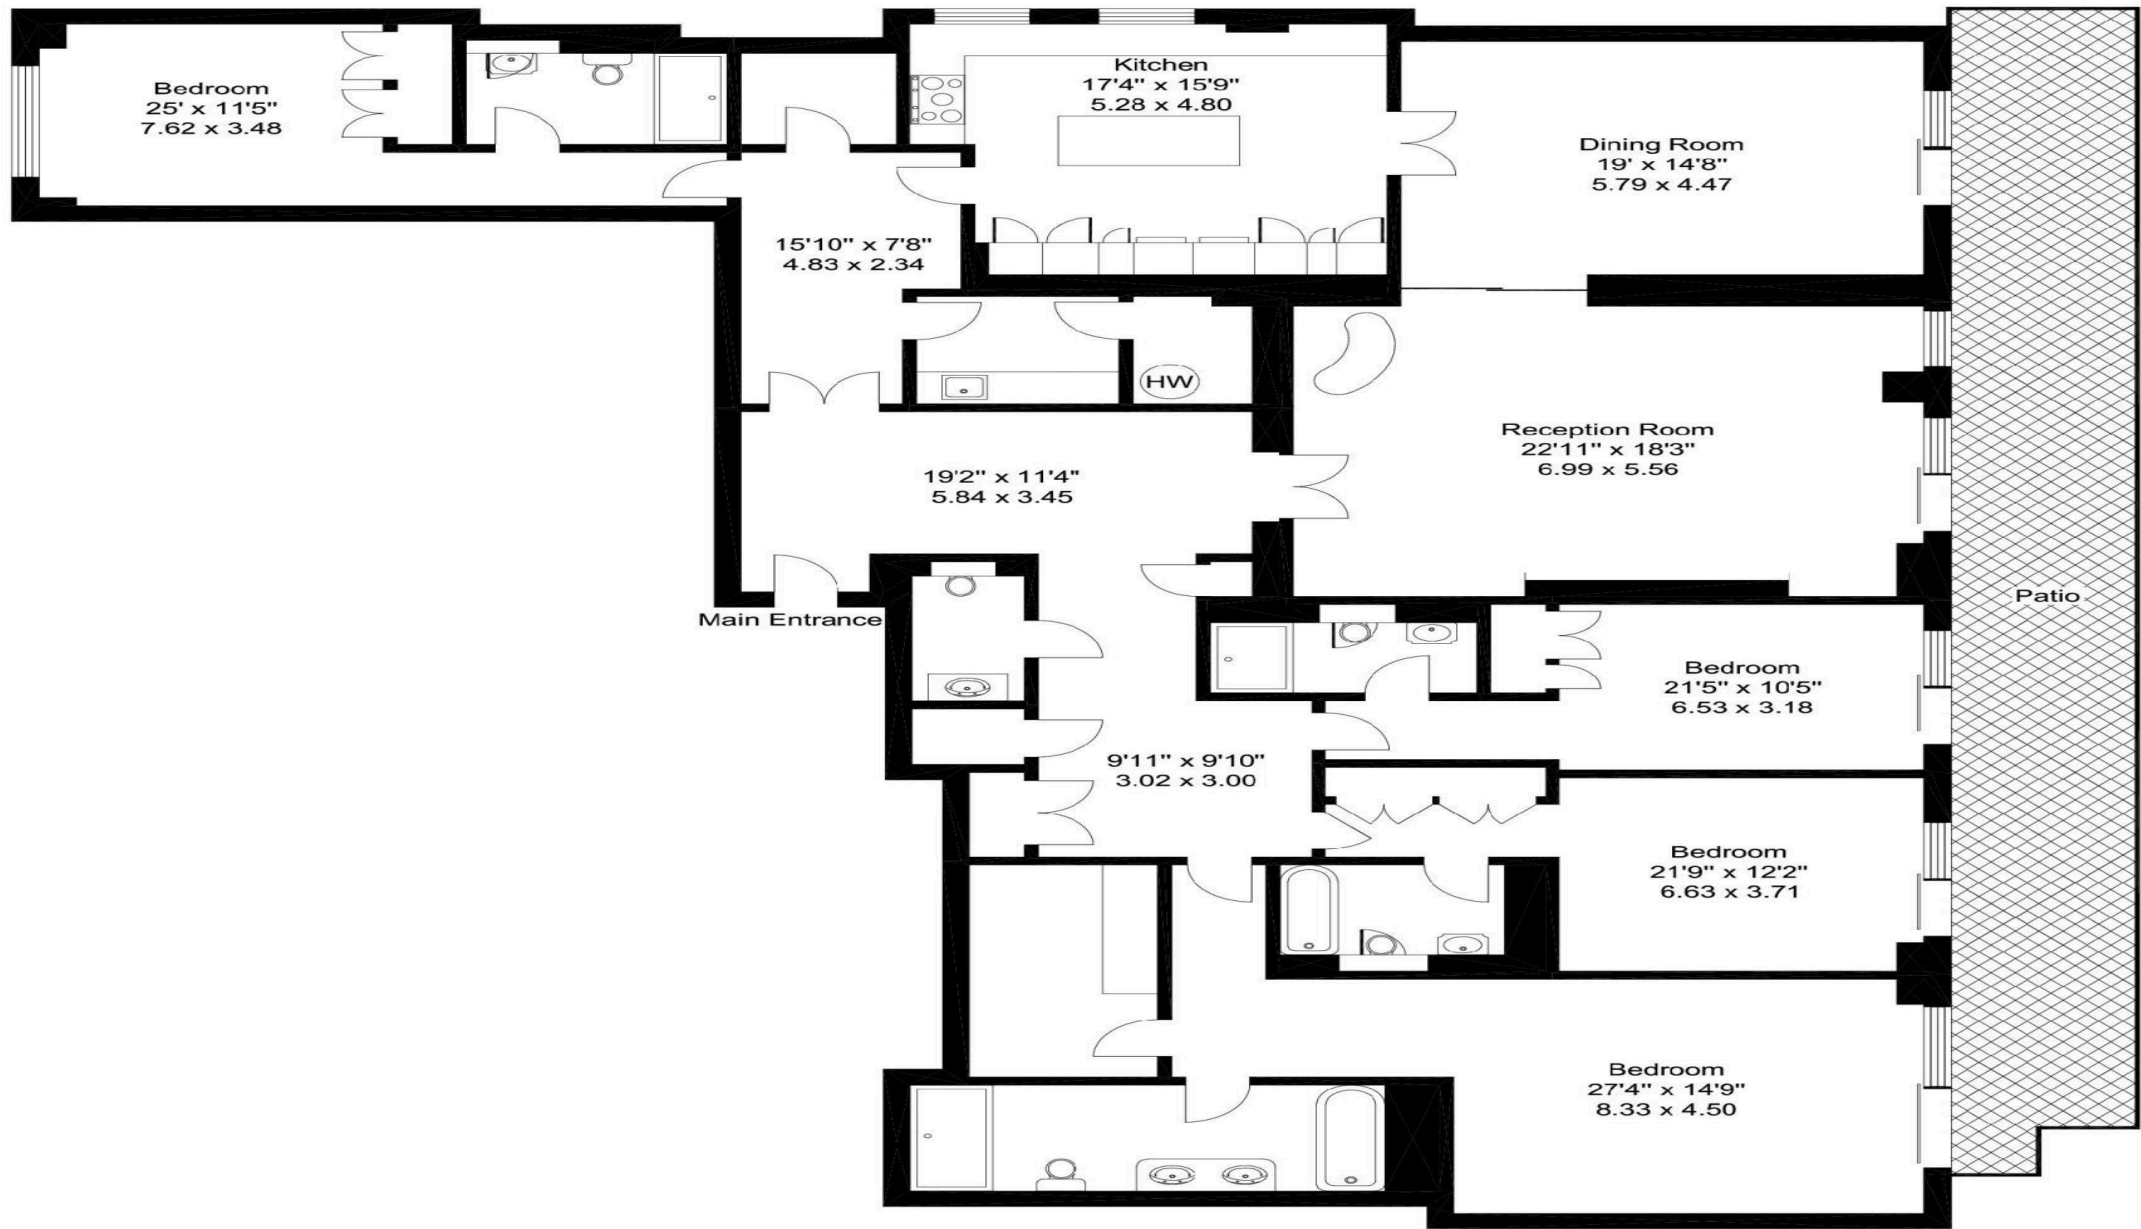 Bedroom
25' x 11'5"
7.62 x 3.48
Kitchen
17'4" x 15'9"
5.28 x 4.80
Dining Room
19' x 14'8"
5.79 x 4.47
15'10" x 7'8"
4.83 x 2.34
HW
Reception Room
22'11" x 18'3"
6.99 x 5.56
19'2" x 11'4"
5.84 x 3.45
Main Entrance
Patio
Bedroom
21'5" x 10'5"
6.53 x 3.18
9'11" x 9'10"
3.02 x 3.00
Bedroom
21'9" x 12'2"
6.63 x 3.71
Bedroom
27'4" x 14'9"
8.33 x 4.50